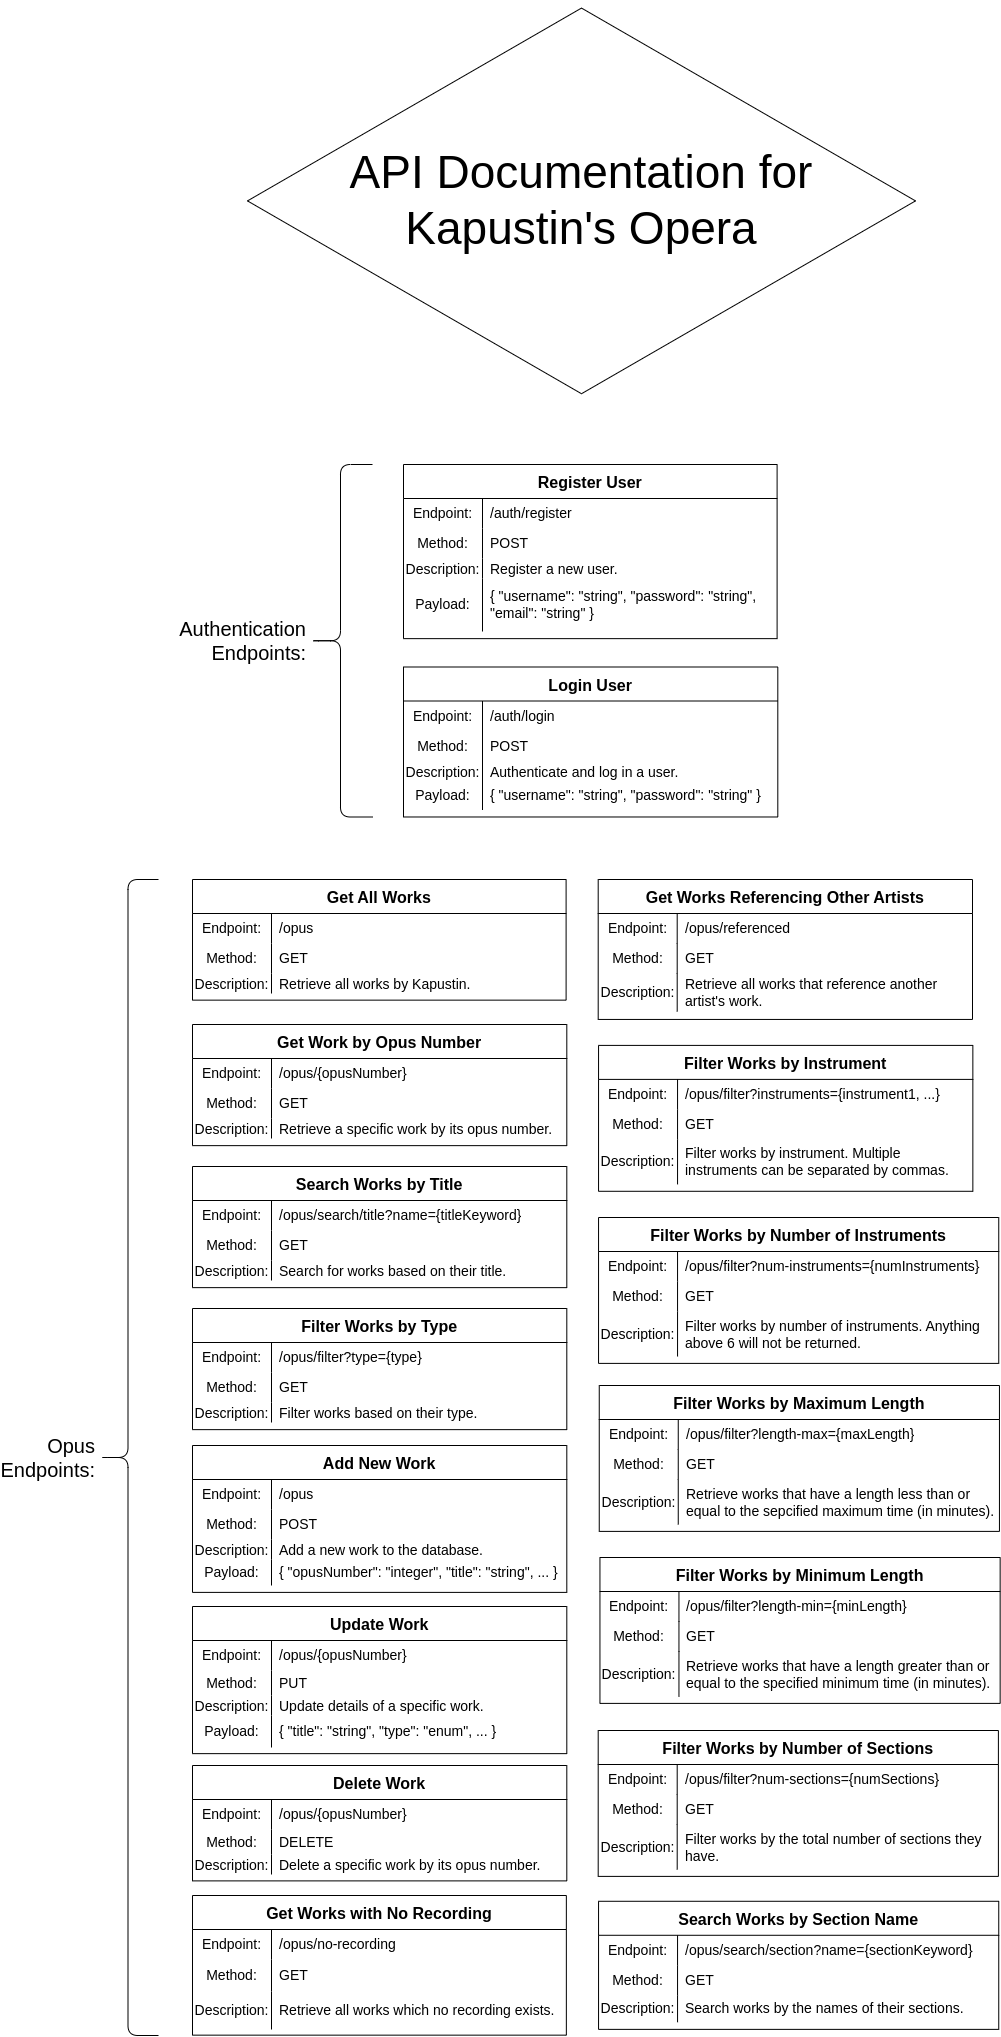 API Documentation for
Kapustin's Opera
Authentication
Endpoints:
Register User
Endpoint: /auth/register
Method: POST
Description: Register a new user.
Payload: { "username": "string", "password": "string",
"email": "string" }
Login User
Endpoint: /auth/login
Method: POST
Description: Authenticate and log in a user.
Payload: { "username": "string", "password": "string" }
Opus
Endpoints:
Get All Works
Endpoint: /opus
Method: GET
Description: Retrieve all works by Kapustin.
Get Work by Opus Number
Endpoint: /opus/{opusNumber}
Method: GET
Description: Retrieve a specific work by its opus number.
Search Works by Title
Endpoint: /opus/search/title?name={titleKeyword}
Method: GET
Description: Search for works based on their title.
Filter Works by Type
Endpoint: /opus/filter?type={type}
Method: GET
Description: Filter works based on their type.
Add New Work
Endpoint: /opus
Method: POST
Description: Add a new work to the database.
Payload: { "opusNumber": "integer", "title": "string", ... }
Update Work
Endpoint: /opus/{opusNumber}
Method: PUT
Description: Update details of a specific work.
Payload: { "title": "string", "type": "enum", ... }
Delete Work
Endpoint: /opus/{opusNumber}
Method: DELETE
Description: Delete a specific work by its opus number.
Get Works with No Recording
Endpoint: /opus/no-recording
Method: GET
Description: Retrieve all works which no recording exists.
Get Works Referencing Other Artists
Endpoint: /opus/referenced
Method: GET
Description: Retrieve all works that reference another
artist's work.
Filter Works by Instrument
Endpoint: /opus/filter?instruments={instrument1, ...}
Method: GET
Description: Filter works by instrument. Multiple
instruments can be separated by commas.
Filter Works by Number of Instruments
Endpoint: /opus/filter?num-instruments={numInstruments}
Method: GET
Description: Filter works by number of instruments. Anything
above 6 will not be returned.
Filter Works by Maximum Length
Endpoint: /opus/filter?length-max={maxLength}
Method: GET
Description: Retrieve works that have a length less than or
equal to the sepcified maximum time (in minutes).
Filter Works by Minimum Length
Endpoint: /opus/filter?length-min={minLength}
Method: GET
Description: Retrieve works that have a length greater than or
equal to the specified minimum time (in minutes).
Filter Works by Number of Sections
Endpoint: /opus/filter?num-sections={numSections}
Method: GET
Description: Filter works by the total number of sections they
have.
Search Works by Section Name
Endpoint: /opus/search/section?name={sectionKeyword}
Method: GET
Description: Search works by the names of their sections.